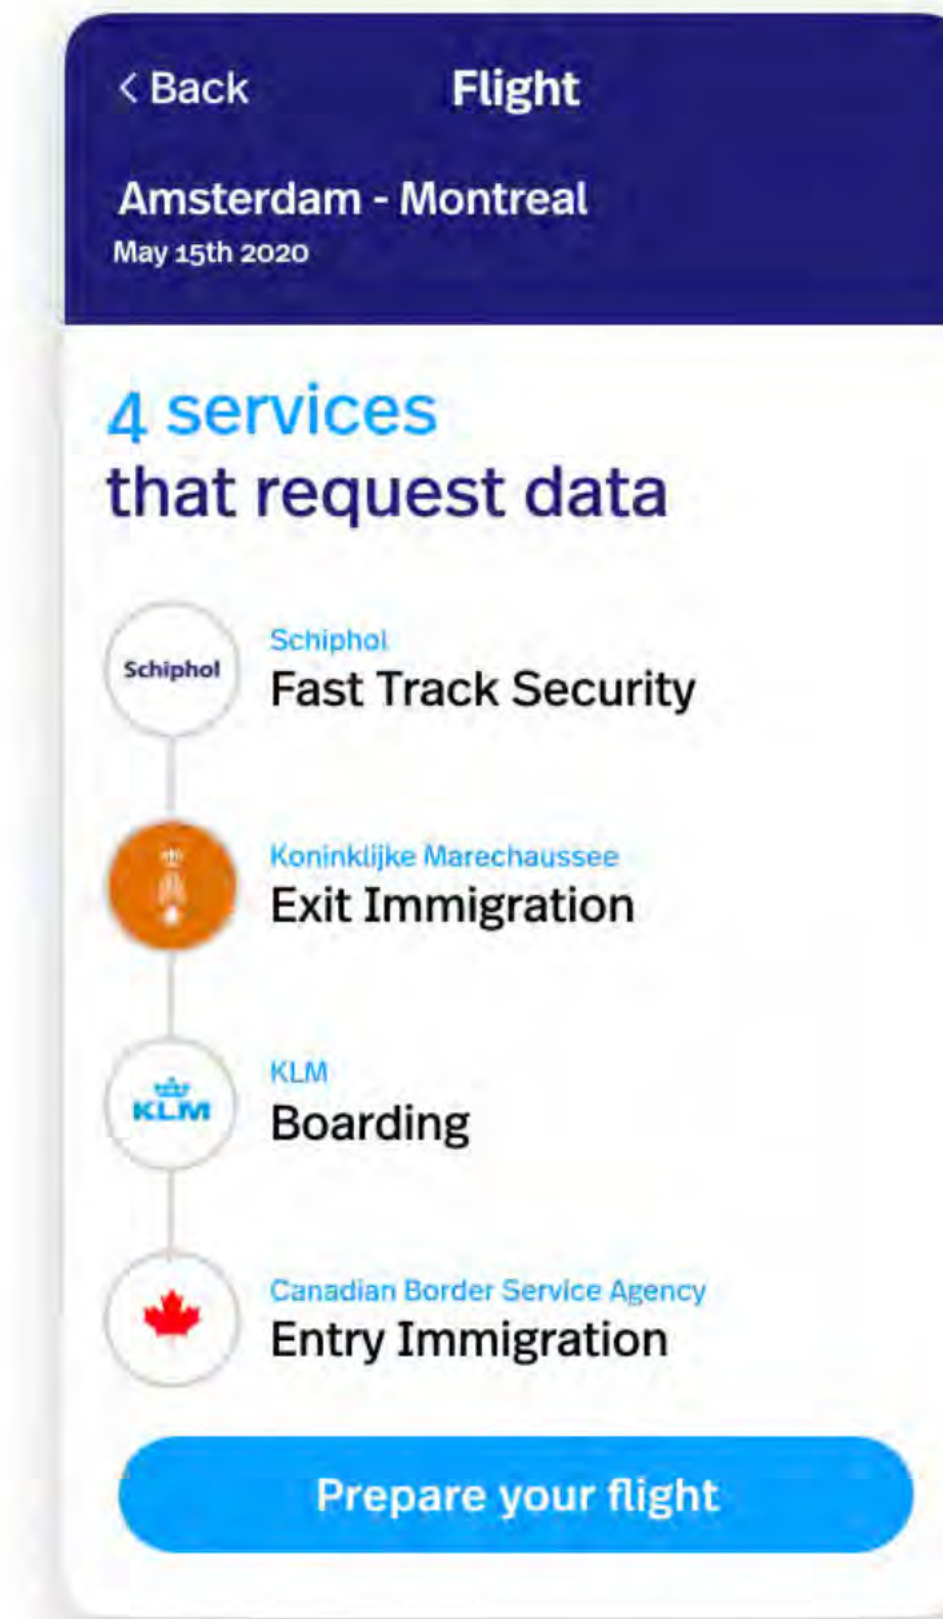 < Back
Flight
Amsterdam - Montreal
May 15th 2020
4 services
that request data
Schiphol
Schiphol
Fast Track Security
Koninklijke Marechaussee
Exit Immigration
KLM
KLM
Boarding
Canadian Border Service Agency
Entry Immigration
Prepare your flight